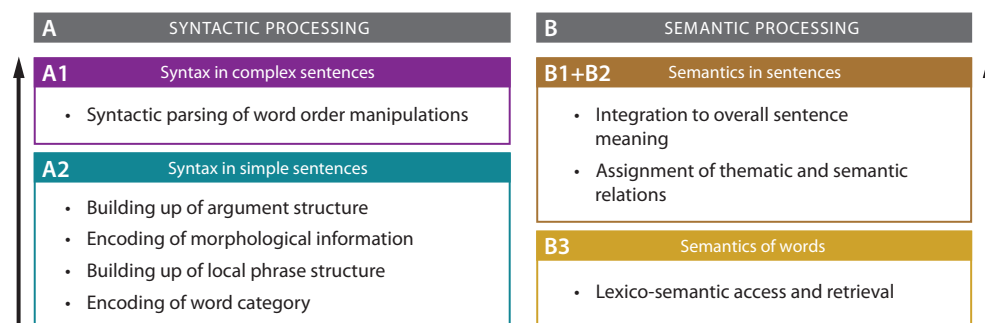 A SYNTACTIC PROCESSING
A1 Syntax in complex sentences
• Syntactic parsing of word order manipulations
A2 Syntax in simple sentences
• Building up of argument structure
• Encoding of morphological information
• Building up of local phrase structure
• Encoding of word category
B SEMANTIC PROCESSING
B1+B2 Semantics in sentences
• Integration to overall sentence
meaning
• Assignment of thematic and semantic
relations
B3 Semantics of words
• Lexico-semantic access and retrieval